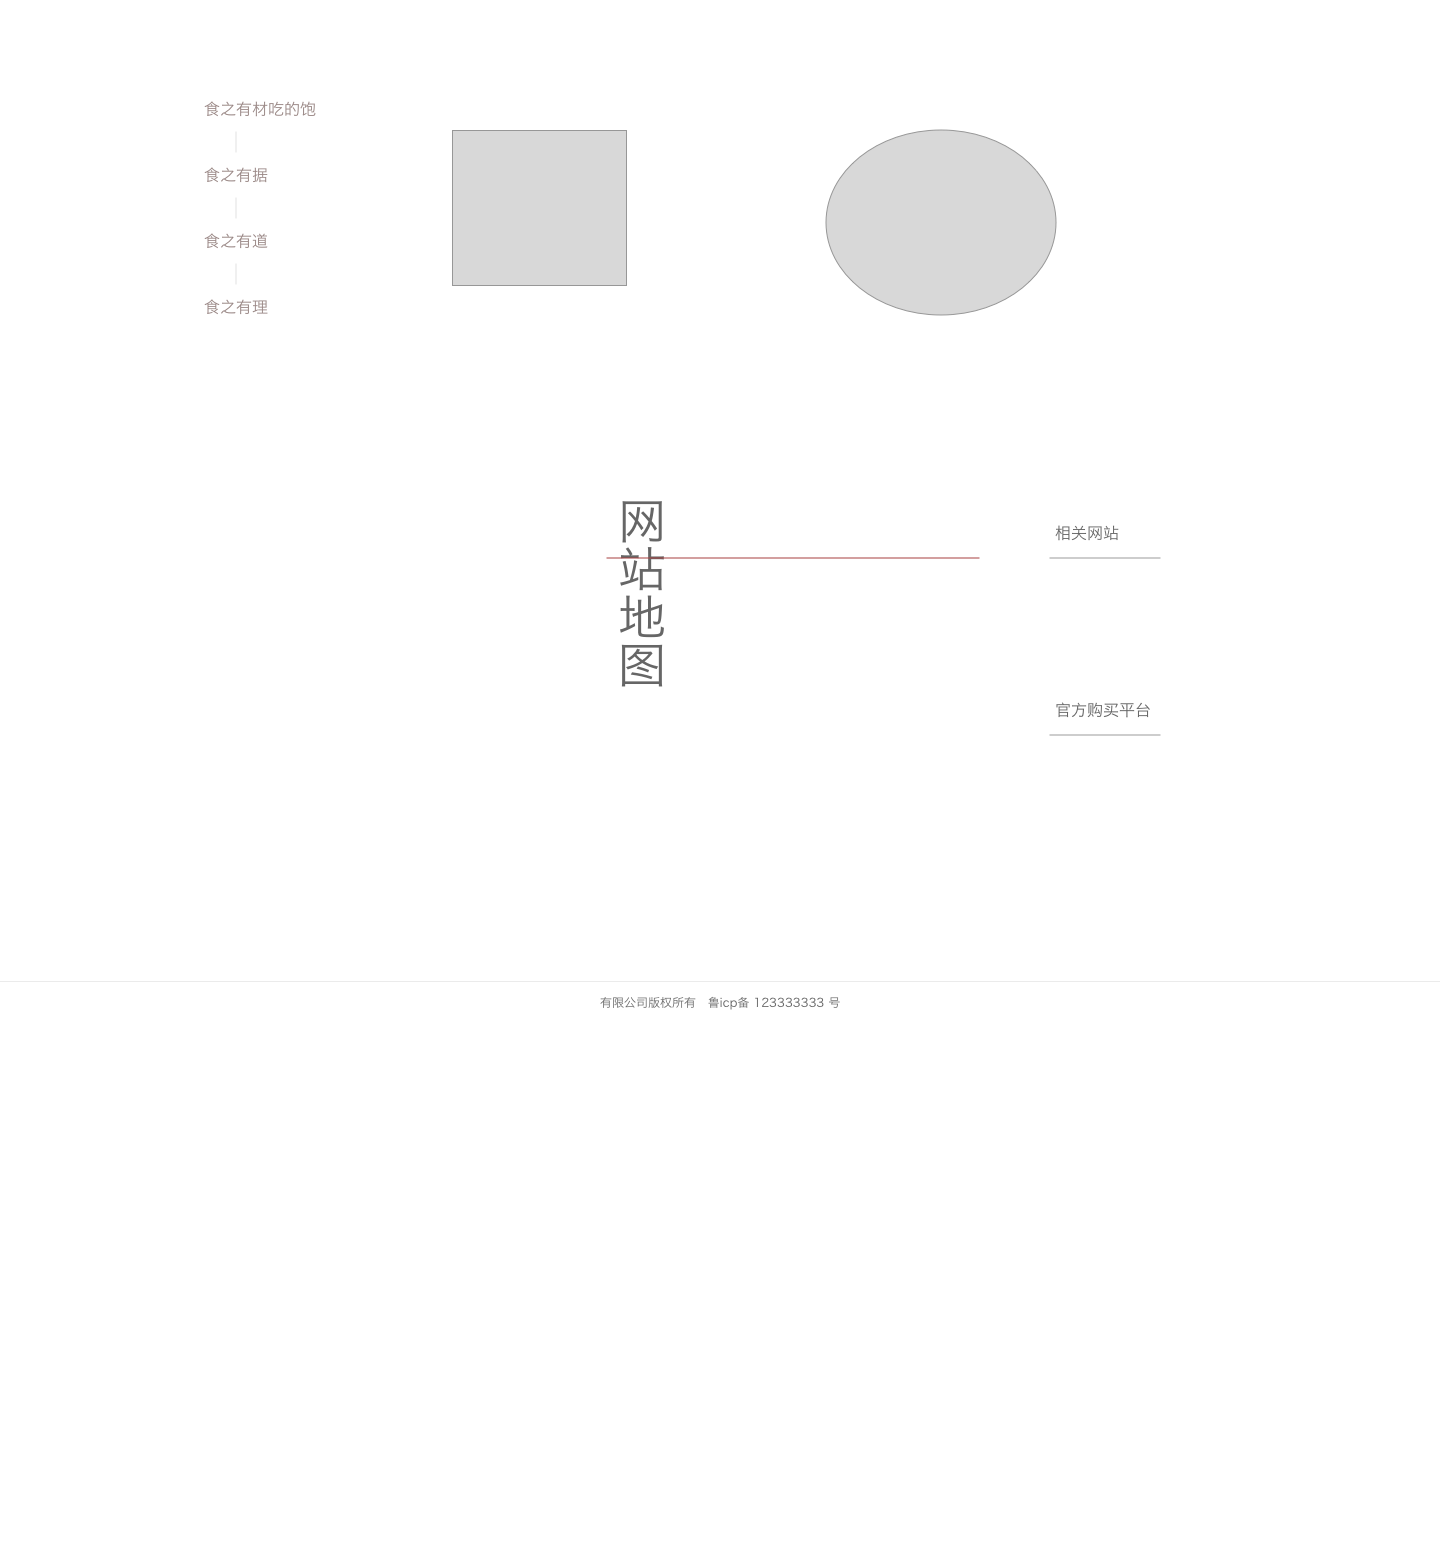 食之有材吃的饱
食之有据
食之有道
食之有理
网站地图
相关网站
官方购买平台
有限公司版权所有　鲁icp备 123333333 号